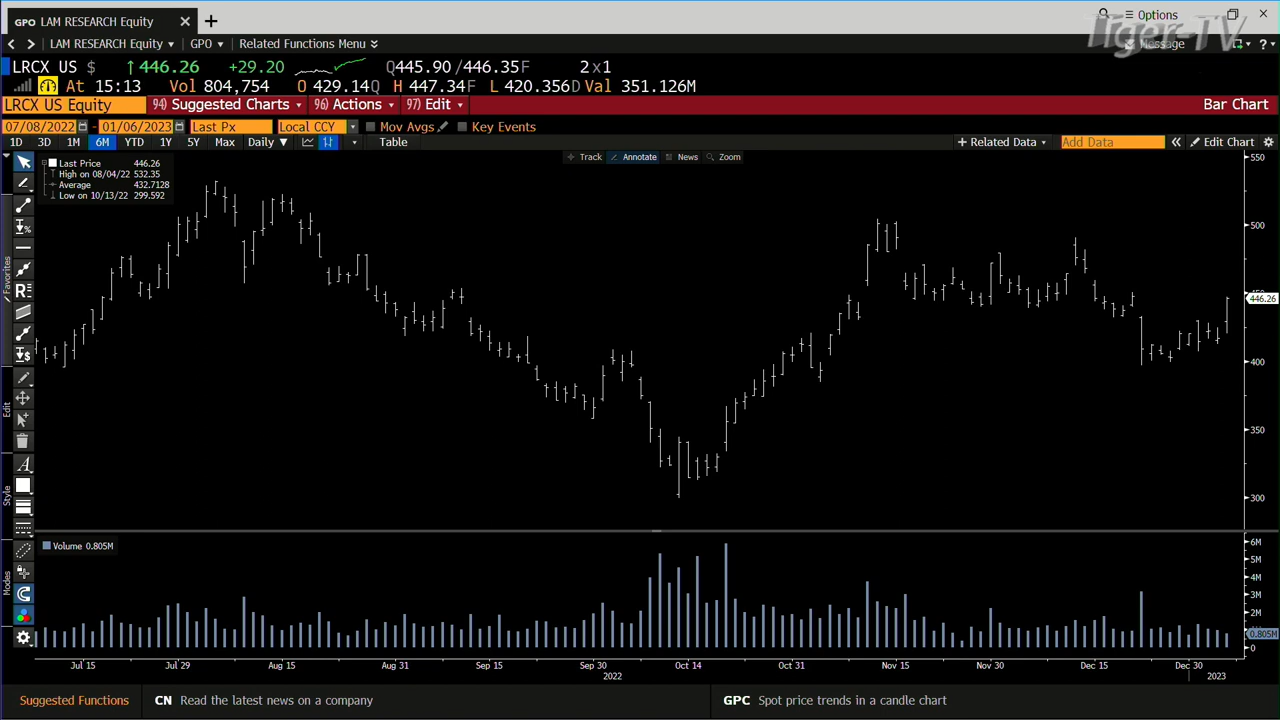 GPO LAM RESEARCH Equity
Options
LAM RESEARCH Equity GPO Related Functions Menu Message ?
Tiger-TV
LRCX US $ ↑446.26 +29.20 Q445.90/446.35F 2x1
At 15:13 Vol 804,754 O 429.14Q H 447.34F L 420.356D Val 351.126M
LRCX US Equity 94) Suggested Charts 96) Actions 97) Edit Bar Chart
07/08/2022 - 01/06/2023 Last Px Local CCY Mov Avgs Key Events
1D 3D 1M 6M YTD 1Y 5Y Max Daily Table + Related Data Add Data Edit Chart
Track Annotate News Zoom
Last Price 446.26
High on 08/04/22 532.35
Average 432.7128
Low on 10/13/22 299.592
550
500
450
446.26
400
350
300
Favorites
Edit
Style
Modes
Volume 0.805M
6M
5M
4M
3M
2M
0.805M
0
Jul 15 Jul 29 Aug 15 Aug 31 Sep 15 Sep 30 Oct 14 Oct 31 Nov 15 Nov 30 Dec 15 Dec 30
2022 2023
Suggested Functions CN Read the latest news on a company GPC Spot price trends in a candle chart